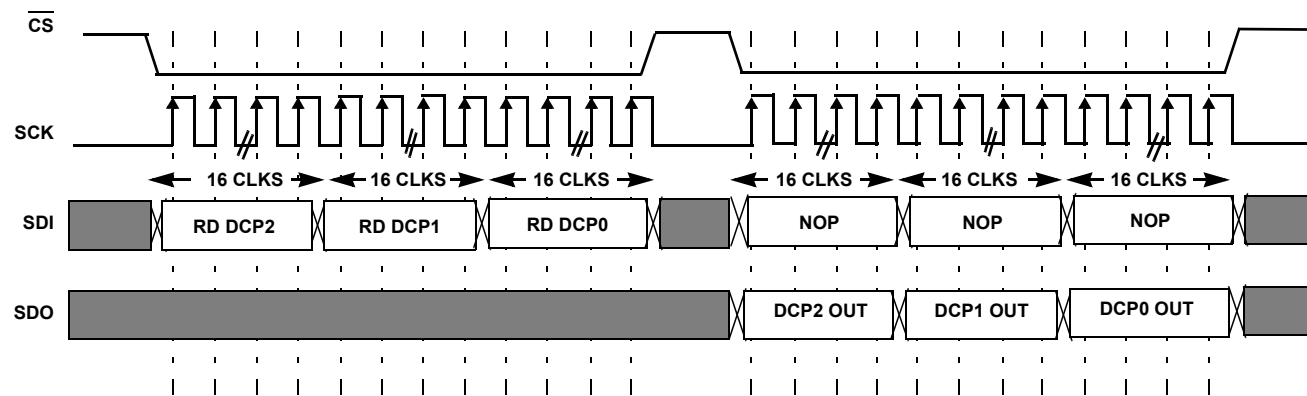 CS
SCK
16 CLKS 16 CLKS 16 CLKS 16 CLKS 16 CLKS 16 CLKS
SDI RD DCP2 RD DCP1 RD DCP0 NOP NOP NOP
SDO DCP2 OUT DCP1 OUT DCP0 OUT